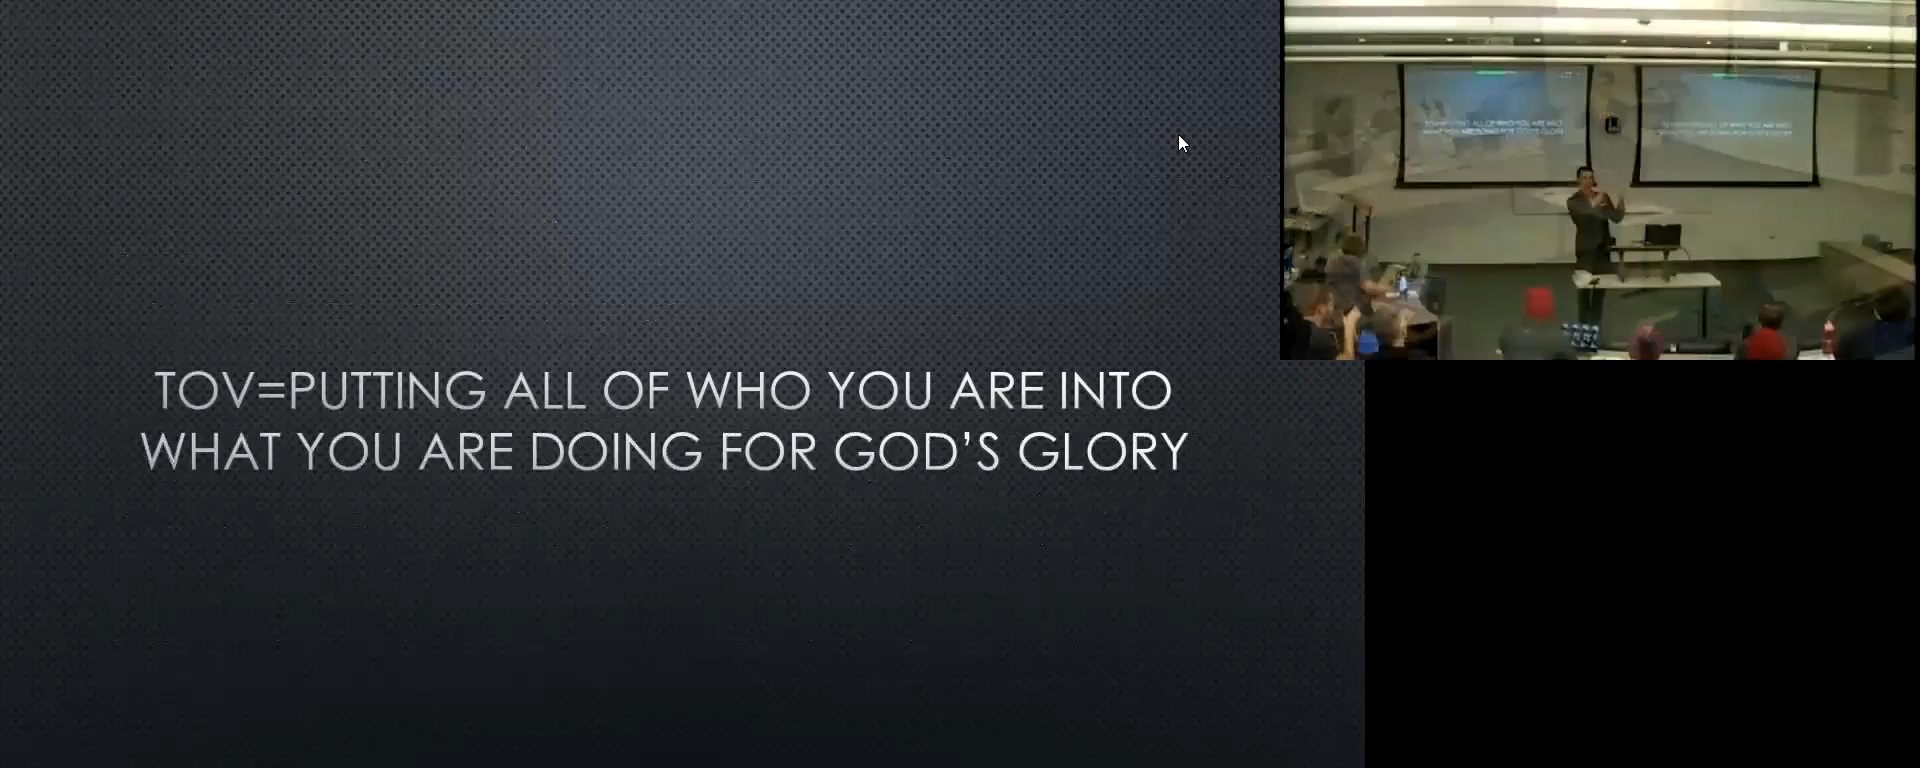 TOV=PUTTING ALL OF WHO YOU ARE INTO
WHAT YOU ARE DOING FOR GOD’S GLORY